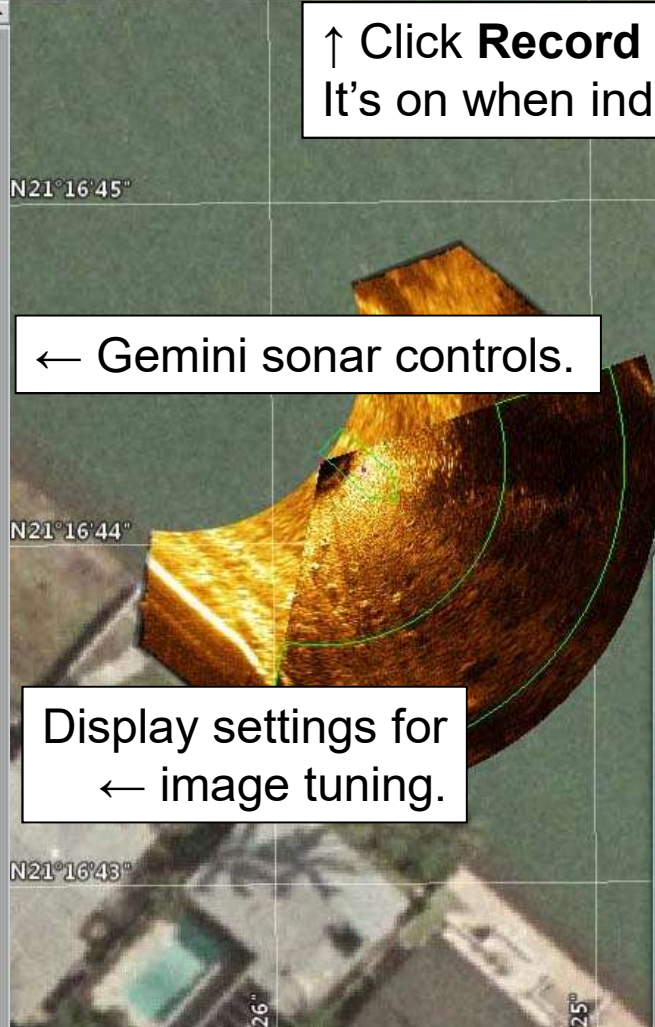 ↑ Click Record
It's on when ind
N21°16'45"
← Gemini sonar controls.
N21°16'44"
Display settings for
← image tuning.
N21°16'43"
26"
25"